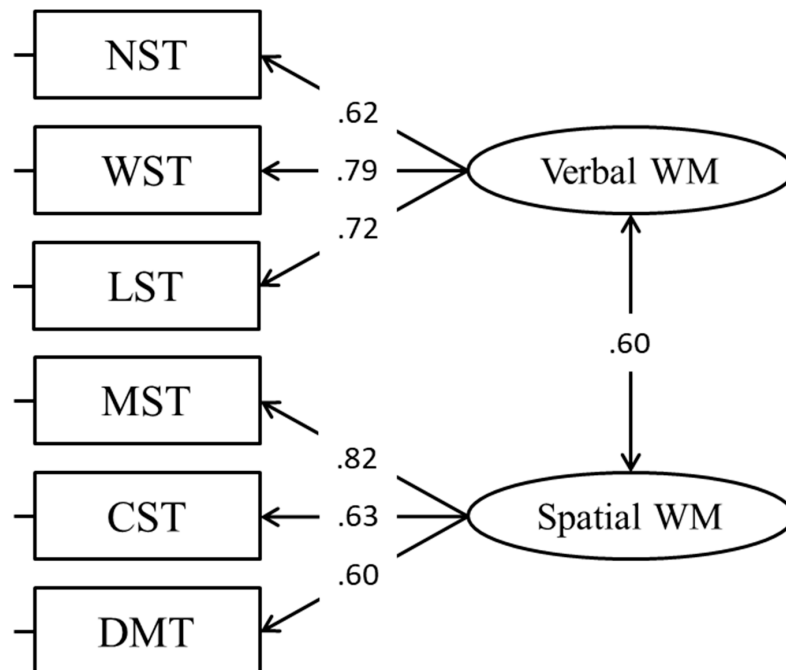 NST
.62
WST
.79
Verbal WM
.72
LST
.60
MST
.82
CST
.63
Spatial WM
.60
DMT